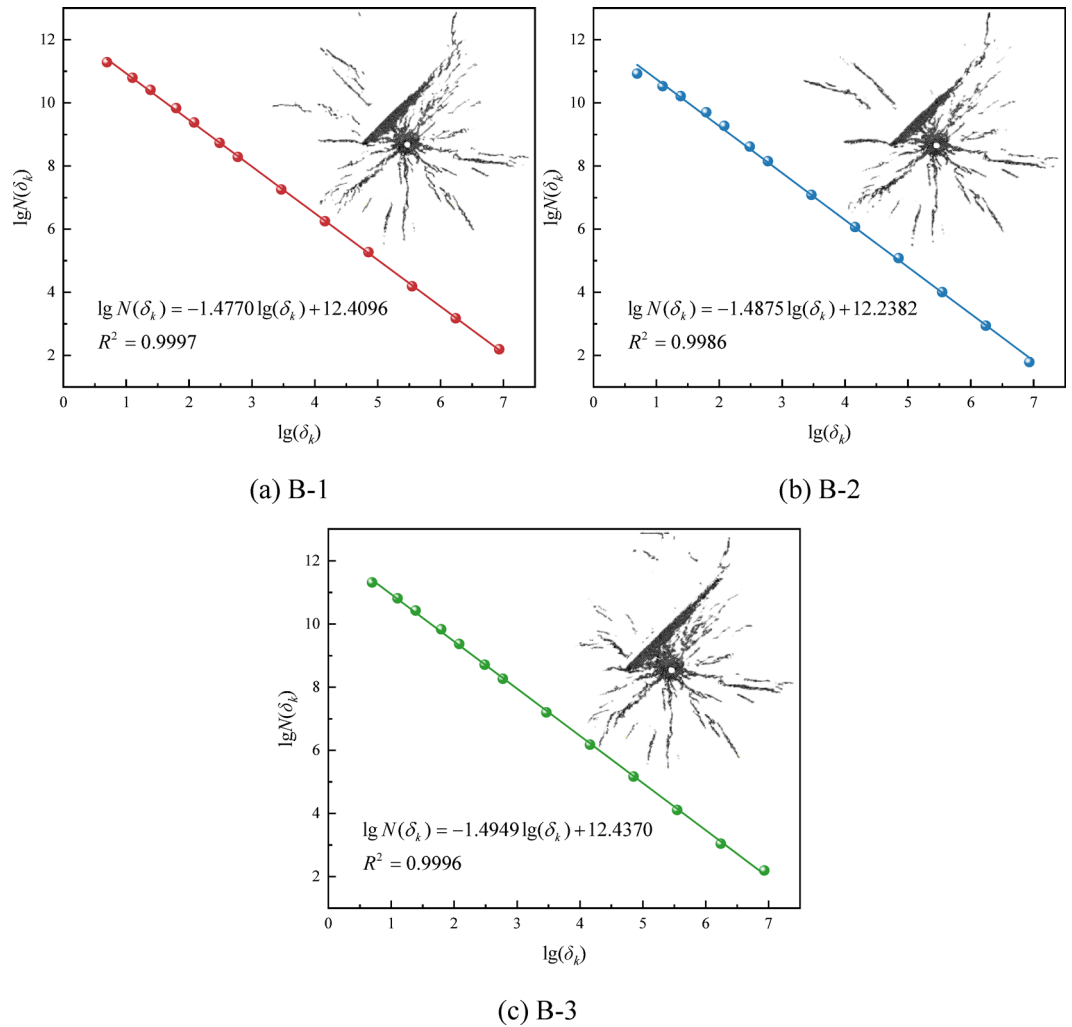 12
10
8
6
4
2
lgN(δₖ)
lg N(δₖ) = −1.4770 lg(δₖ) + 12.4096
R² = 0.9997
0 1 2 3 4 5 6 7
lg(δₖ)
(a) B-1
12
10
8
6
4
2
lgN(δₖ)
lg N(δₖ) = −1.4875 lg(δₖ) + 12.2382
R² = 0.9986
0 1 2 3 4 5 6 7
lg(δₖ)
(b) B-2
12
10
8
6
4
2
lgN(δₖ)
lg N(δₖ) = −1.4949 lg(δₖ) + 12.4370
R² = 0.9996
0 1 2 3 4 5 6 7
lg(δₖ)
(c) B-3